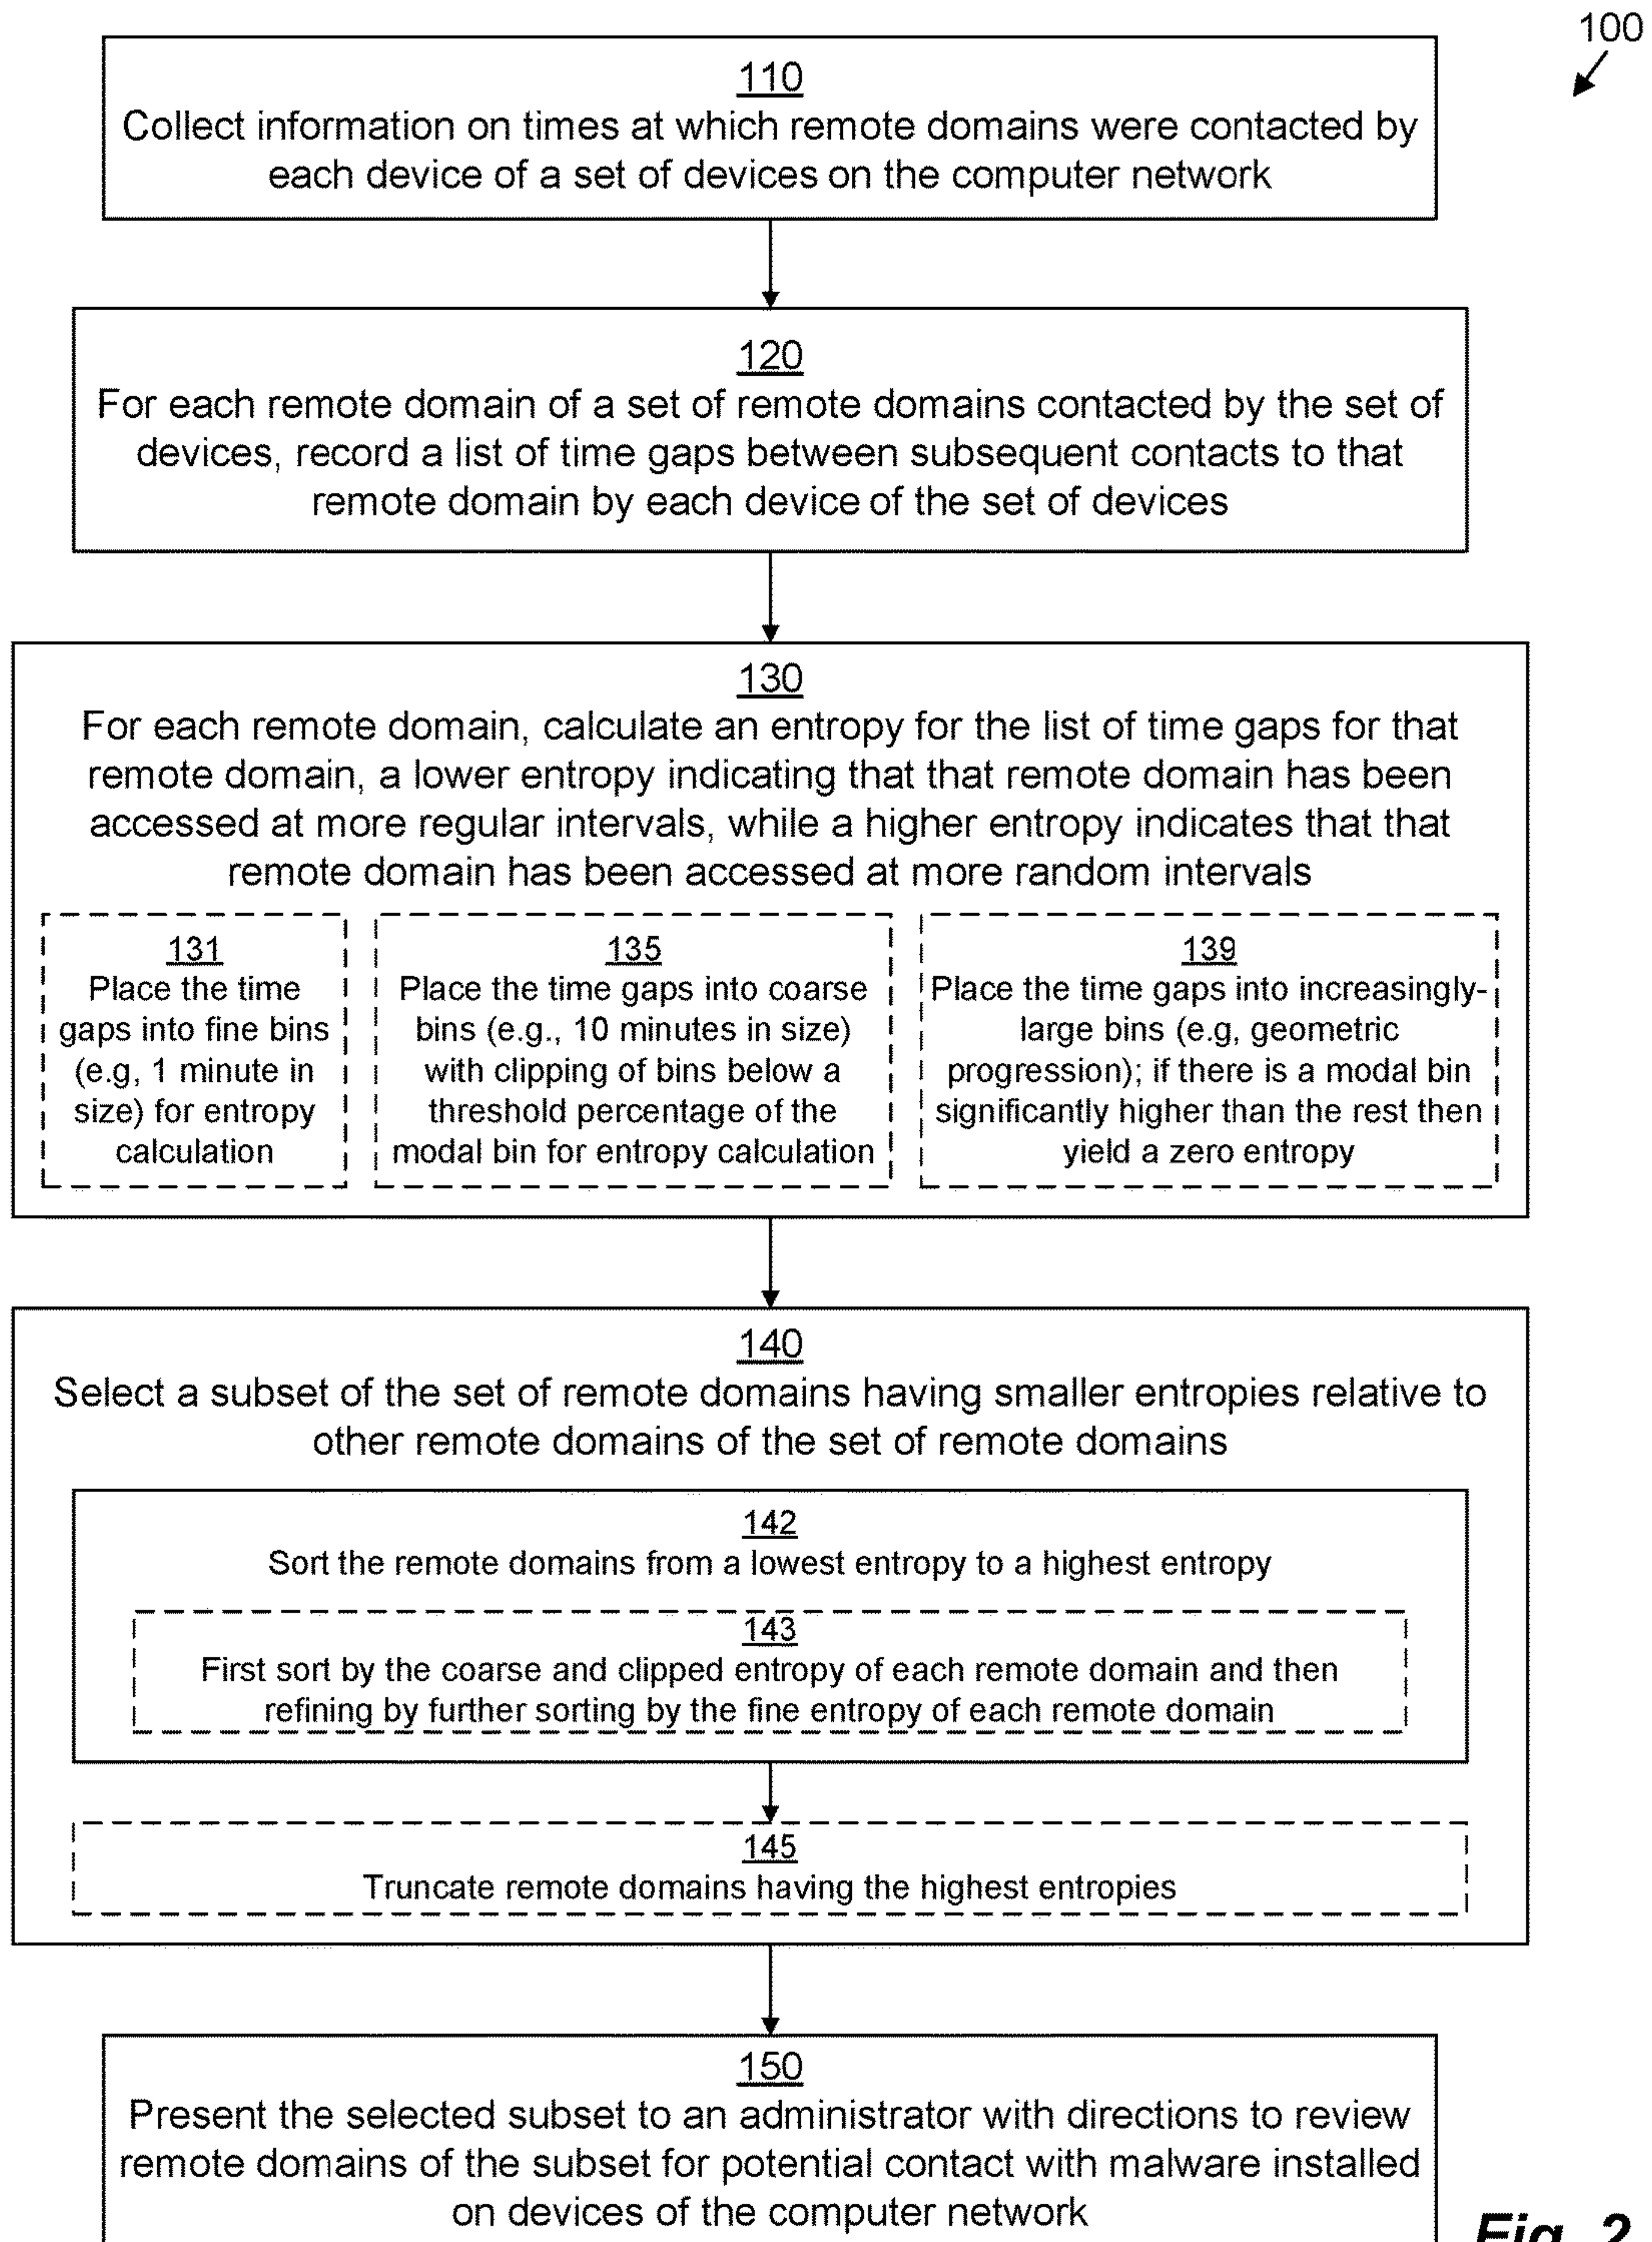 100
110
Collect information on times at which remote domains were contacted by
each device of a set of devices on the computer network
120
For each remote domain of a set of remote domains contacted by the set of
devices, record a list of time gaps between subsequent contacts to that
remote domain by each device of the set of devices
130
For each remote domain, calculate an entropy for the list of time gaps for that
remote domain, a lower entropy indicating that that remote domain has been
accessed at more regular intervals, while a higher entropy indicates that that
remote domain has been accessed at more random intervals
131
Place the time
gaps into fine bins
(e.g, 1 minute in
size) for entropy
calculation
135
Place the time gaps into coarse
bins (e.g., 10 minutes in size)
with clipping of bins below a
threshold percentage of the
modal bin for entropy calculation
139
Place the time gaps into increasingly-
large bins (e.g, geometric
progression); if there is a modal bin
significantly higher than the rest then
yield a zero entropy
140
Select a subset of the set of remote domains having smaller entropies relative to
other remote domains of the set of remote domains
142
Sort the remote domains from a lowest entropy to a highest entropy
143
First sort by the coarse and clipped entropy of each remote domain and then
refining by further sorting by the fine entropy of each remote domain
145
Truncate remote domains having the highest entropies
150
Present the selected subset to an administrator with directions to review
remote domains of the subset for potential contact with malware installed
on devices of the computer network
Fig. 2